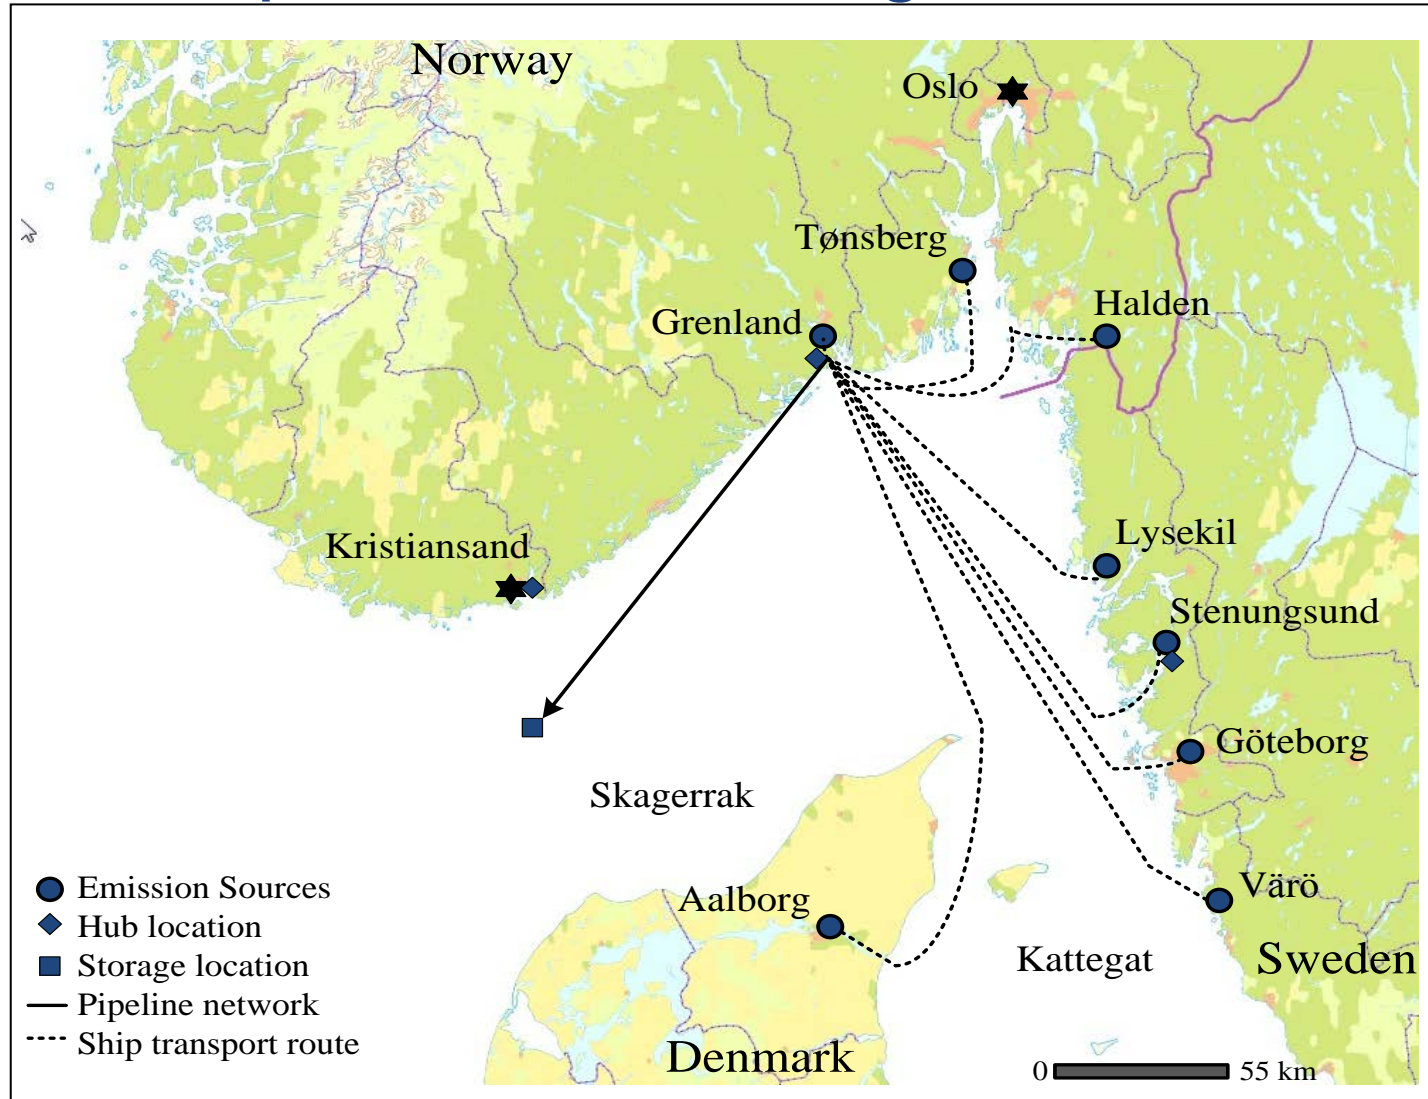 Norway
Oslo
Tønsberg
Halden
Grenland
Lysekil
Kristiansand
Stenungsund
Göteborg
Skagerrak
Emission Sources
Värö
Aalborg
Hub location
Kattegat
Sweden
Storage location
Pipeline network
Ship transport route
Denmark
0 55 km